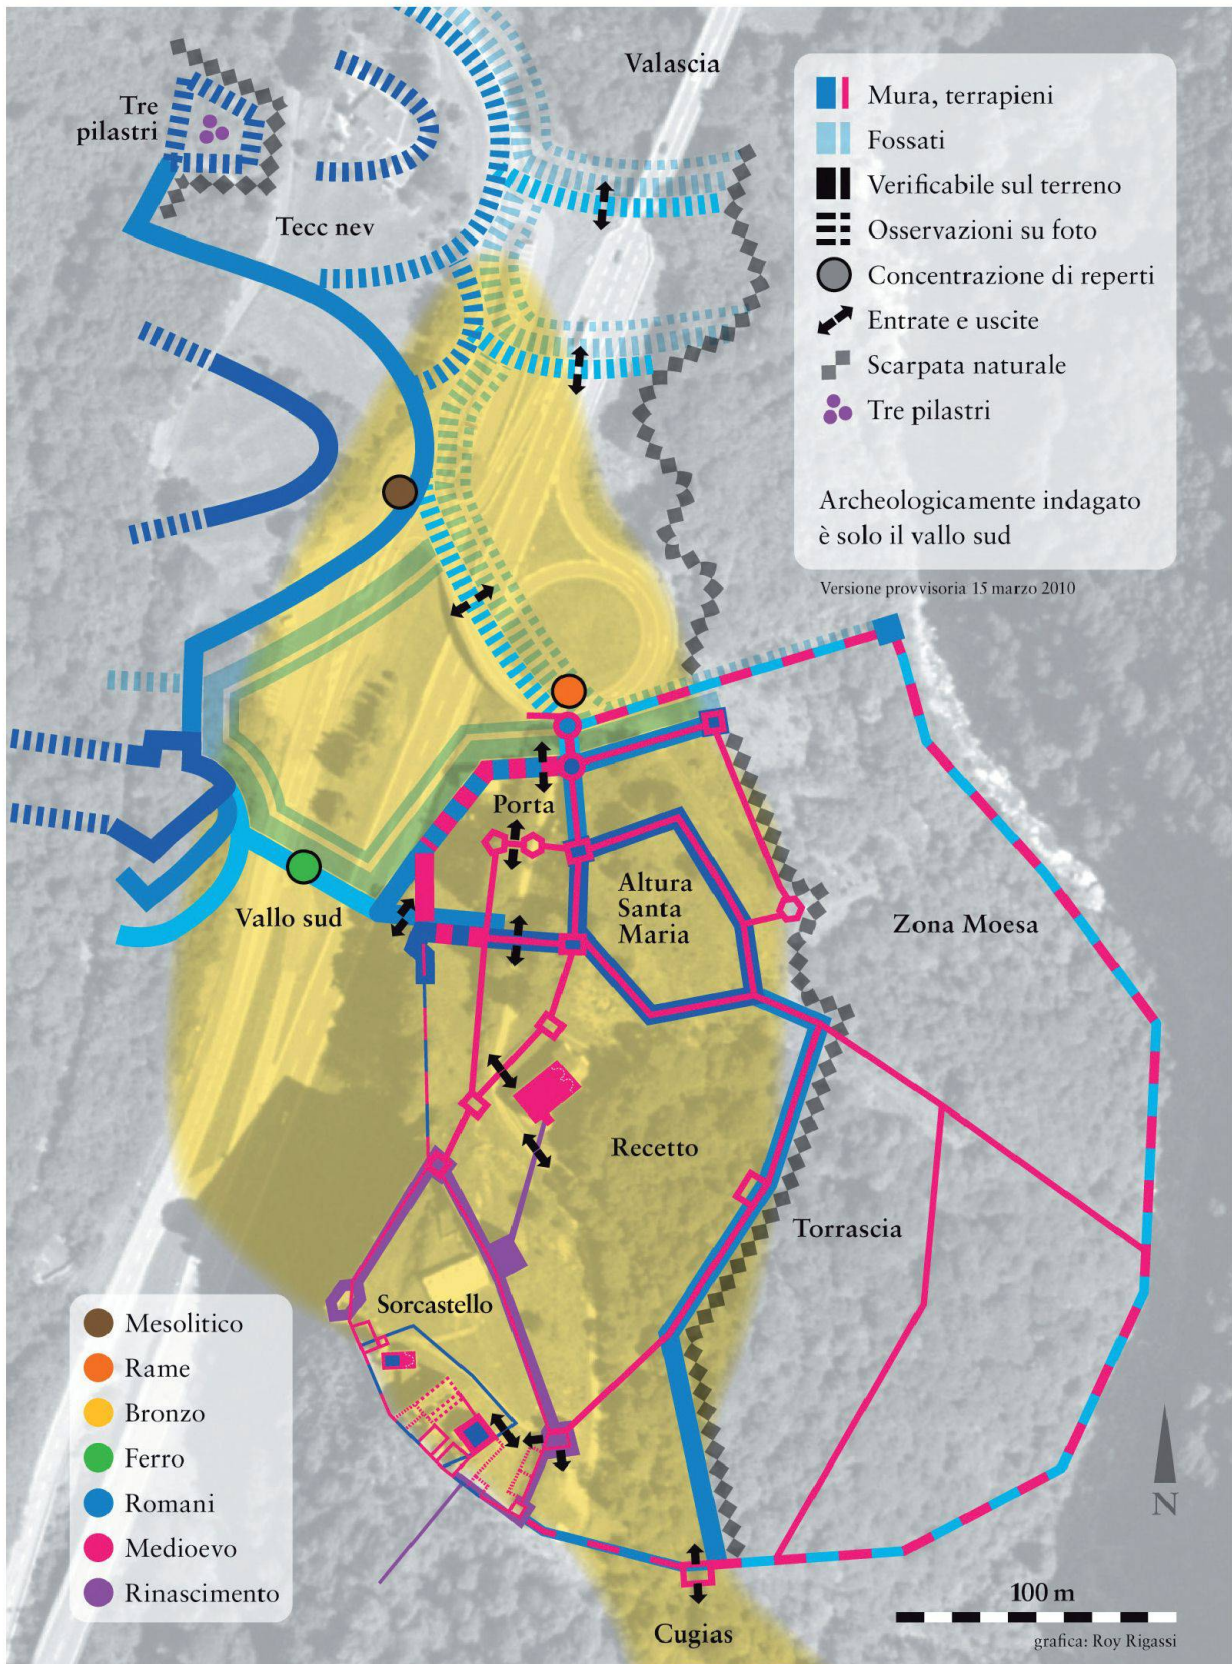 Valascia
Tre
pilastri
Tecc nev
Mura, terrapieni
Fossati
Verificabile sul terreno
Osservazioni su foto
Concentrazione di reperti
Entrate e uscite
Scarpata naturale
Tre pilastri
Archeologicamente indagato
è solo il vallo sud
Versione provvisoria 15 marzo 2010
Porta
Altura
Santa
Maria
Vallo sud
Zona Moesa
Recetto
Torrascia
Sorcastello
Mesolitico
Rame
Bronzo
Ferro
Romani
Medioevo
Rinascimento
Cugias
N
100 m
grafica: Roy Rigassi